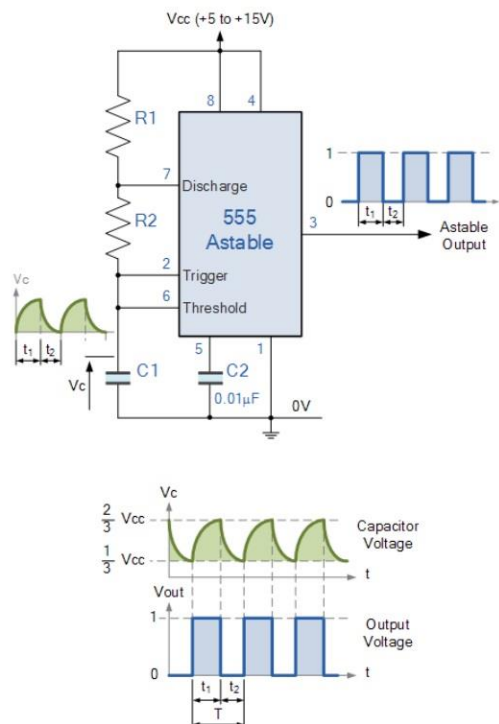 Vcc (+5 to +15V)
8
4
R1
7
Discharge
1
0
t₁
t₂
555
Astable
3
Astable
Output
R2
2
Trigger
6
Threshold
Vc
t₁
t₂
Vc
C1
5
1
C2
0.01µF
0V
Vc
2/3 Vcc
Capacitor
Voltage
1/3 Vcc
t
Vout
1
Output
Voltage
0
t
t₁
t₂
T